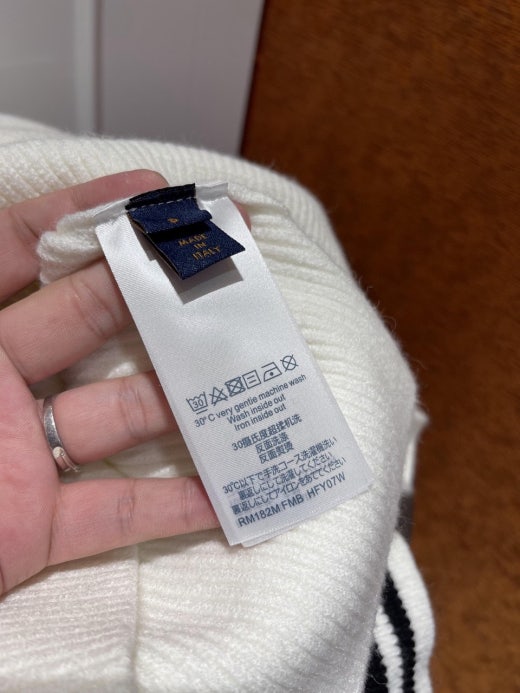 4
MADE
IN
ITALY
30
30°C very gentle machine wash
Wash inside out
Iron inside out
30摄氏度超柔机洗
反面洗涤
反面熨烫
30℃以下で手洗コース洗濯機洗い
裏返しにして洗濯してください
裏返しにしてアイロンをあててください
RM182M FMB HFY07W